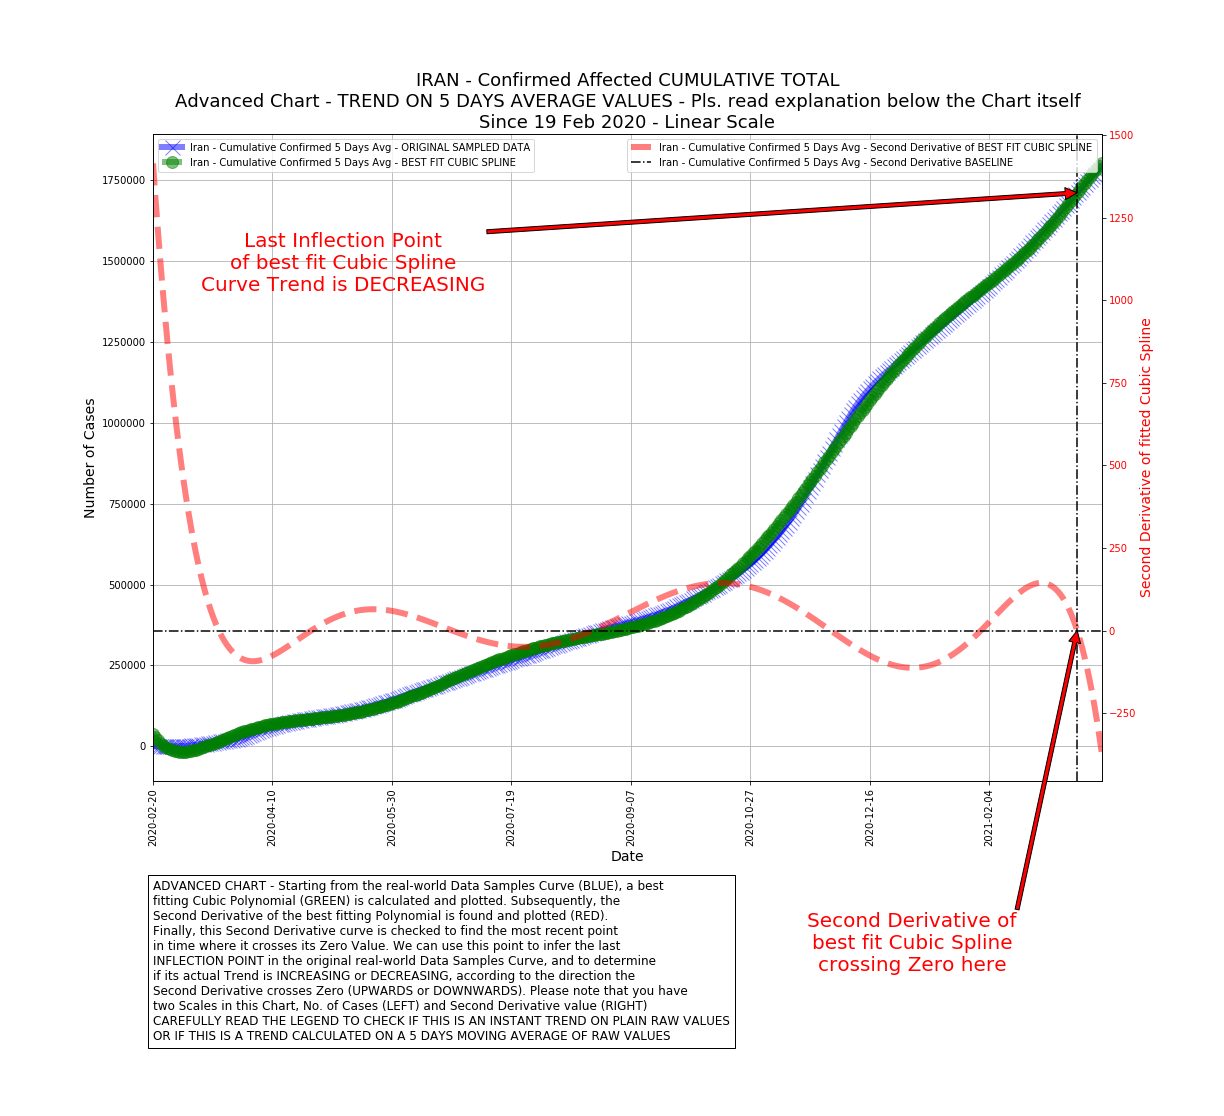 IRAN - Confirmed Affected CUMULATIVE TOTAL
Advanced Chart - TREND ON 5 DAYS AVERAGE VALUES - Pls. read explanation below the Chart itself
Since 19 Feb 2020 - Linear Scale
Iran - Cumulative Confirmed 5 Days Avg - ORIGINAL SAMPLED DATA
Iran - Cumulative Confirmed 5 Days Avg - BEST FIT CUBIC SPLINE
Iran - Cumulative Confirmed 5 Days Avg - Second Derivative of BEST FIT CUBIC SPLINE
Iran - Cumulative Confirmed 5 Days Avg - Second Derivative BASELINE
Last Inflection Point
of best fit Cubic Spline
Curve Trend is DECREASING
Number of Cases
1750000
1500000
1250000
1000000
750000
500000
250000
0
1500
1250
1000
750
500
250
0
−250
Second Derivative of fitted Cubic Spline
2020-02-20
2020-04-10
2020-05-30
2020-07-19
2020-09-07
2020-10-27
2020-12-16
2021-02-04
Date
Second Derivative of
best fit Cubic Spline
crossing Zero here
ADVANCED CHART - Starting from the real-world Data Samples Curve (BLUE), a best
fitting Cubic Polynomial (GREEN) is calculated and plotted. Subsequently, the
Second Derivative of the best fitting Polynomial is found and plotted (RED).
Finally, this Second Derivative curve is checked to find the most recent point
in time where it crosses its Zero Value. We can use this point to infer the last
INFLECTION POINT in the original real-world Data Samples Curve, and to determine
if its actual Trend is INCREASING or DECREASING, according to the direction the
Second Derivative crosses Zero (UPWARDS or DOWNWARDS). Please note that you have
two Scales in this Chart, No. of Cases (LEFT) and Second Derivative value (RIGHT)
CAREFULLY READ THE LEGEND TO CHECK IF THIS IS AN INSTANT TREND ON PLAIN RAW VALUES
OR IF THIS IS A TREND CALCULATED ON A 5 DAYS MOVING AVERAGE OF RAW VALUES